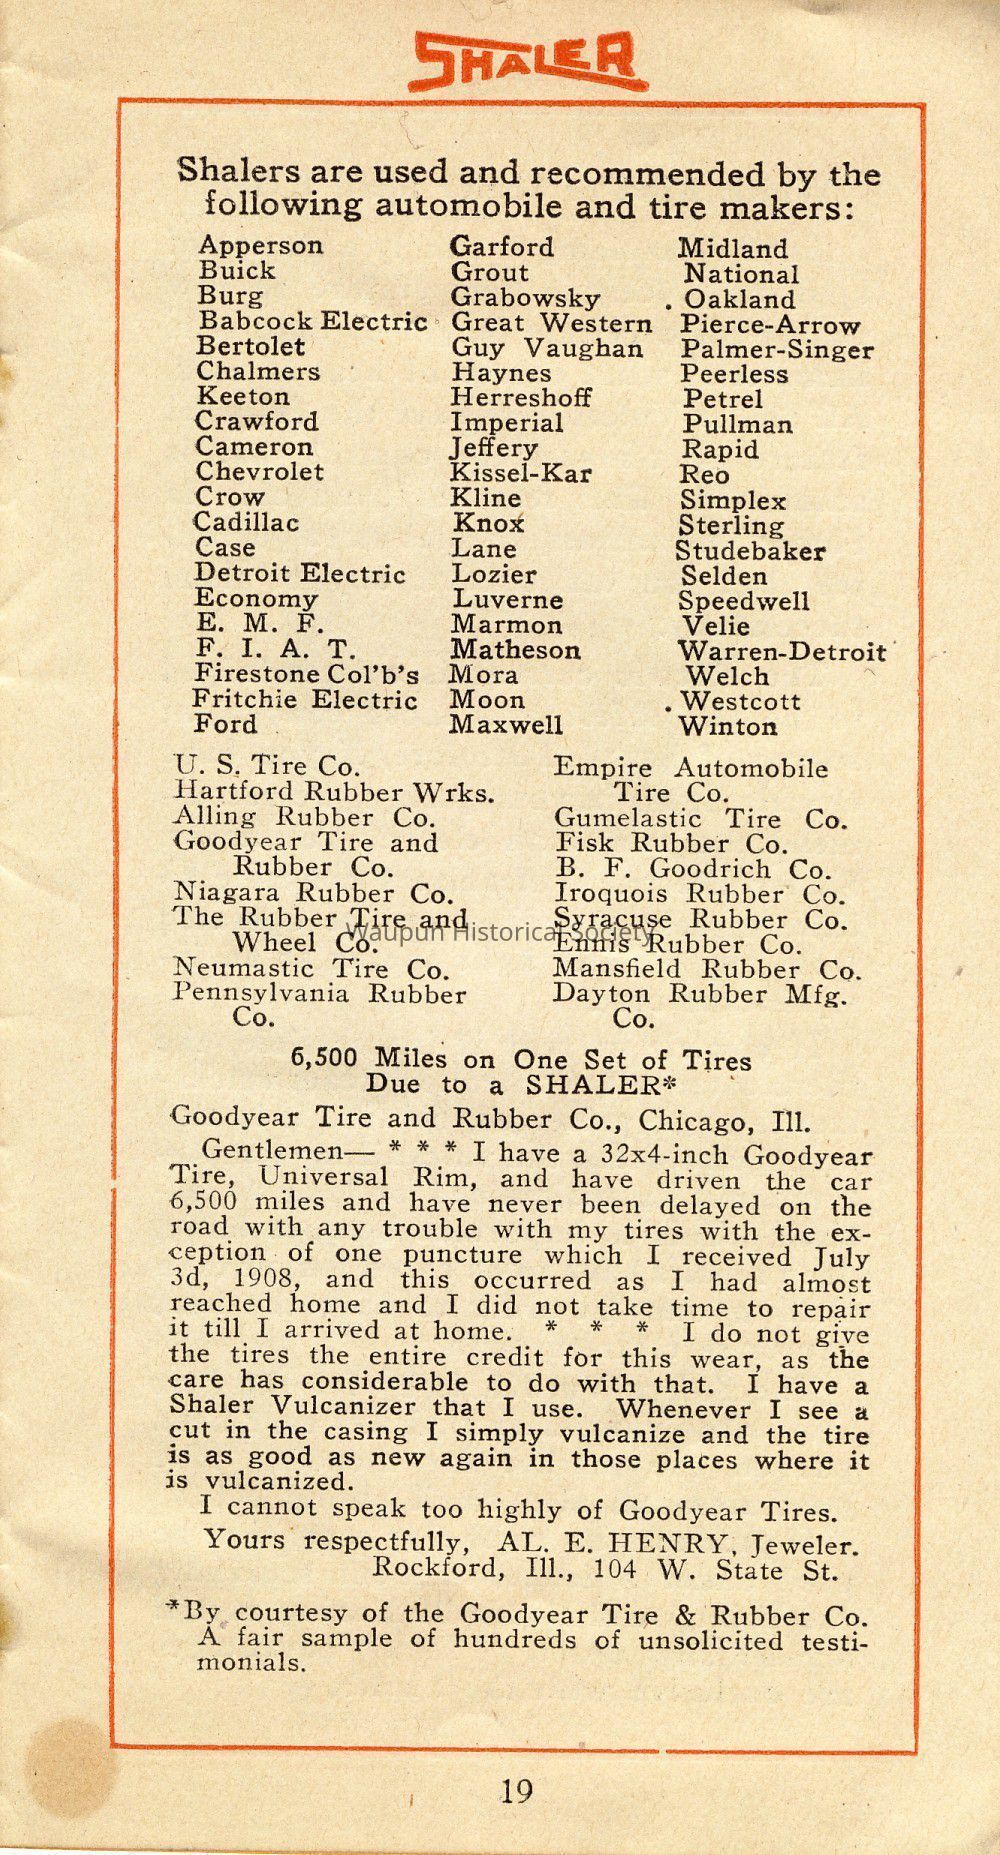 SHALER
Shalers are used and recommended by the
following automobile and tire makers:
Apperson
Buick
Burg
Babcock Electric
Bertolet
Chalmers
Keeton
Crawford
Cameron
Chevrolet
Crow
Cadillac
Case
Detroit Electric
Economy
E. M. F.
F. I. A. T.
Firestone Col'b's
Fritchie Electric
Ford
Garford
Grout
Grabowsky
Great Western
Guy Vaughan
Haynes
Herreshoff
Imperial
Jeffery
Kissel-Kar
Kline
Knox
Lane
Lozier
Luverne
Marmon
Matheson
Mora
Moon
Maxwell
Midland
National
Oakland
Pierce-Arrow
Palmer-Singer
Peerless
Petrel
Pullman
Rapid
Reo
Simplex
Sterling
Studebaker
Selden
Speedwell
Velie
Warren-Detroit
Welch
Westcott
Winton
U. S. Tire Co.
Hartford Rubber Wrks.
Alling Rubber Co.
Goodyear Tire and
Rubber Co.
Niagara Rubber Co.
The Rubber Tire and
Wheel Co.
Neumastic Tire Co.
Pennsylvania Rubber
Co.
Empire Automobile
Tire Co.
Gumelastic Tire Co.
Fisk Rubber Co.
B. F. Goodrich Co.
Iroquois Rubber Co.
Syracuse Rubber Co.
Ennis Rubber Co.
Mansfield Rubber Co.
Dayton Rubber Mfg.
Co.
Waupun Historical Society
6,500 Miles on One Set of Tires
Due to a SHALER*
Goodyear Tire and Rubber Co., Chicago, Ill.
Gentlemen— * * * I have a 32x4-inch Goodyear
Tire, Universal Rim, and have driven the car
6,500 miles and have never been delayed on the
road with any trouble with my tires with the ex-
ception of one puncture which I received July
3d, 1908, and this occurred as I had almost
reached home and I did not take time to repair
it till I arrived at home. * * * I do not give
the tires the entire credit for this wear, as the
care has considerable to do with that. I have a
Shaler Vulcanizer that I use. Whenever I see a
cut in the casing I simply vulcanize and the tire
is as good as new again in those places where it
is vulcanized.
I cannot speak too highly of Goodyear Tires.
Yours respectfully, AL. E. HENRY, Jeweler.
Rockford, Ill., 104 W. State St.
*By courtesy of the Goodyear Tire & Rubber Co.
A fair sample of hundreds of unsolicited testi-
monials.
19